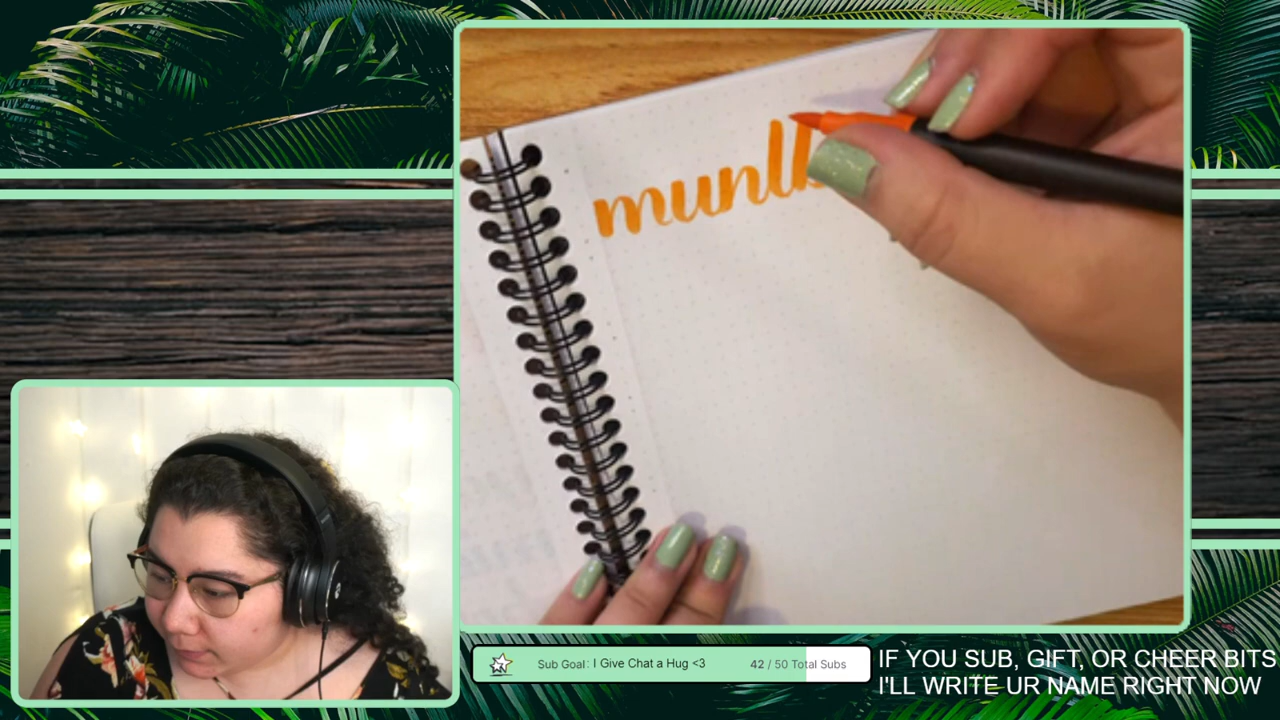 Sub Goal: I Give Chat a Hug <3 42 / 50 Total Subs
IF YOU SUB, GIFT, OR CHEER BITS
I'LL WRITE UR NAME RIGHT NOW